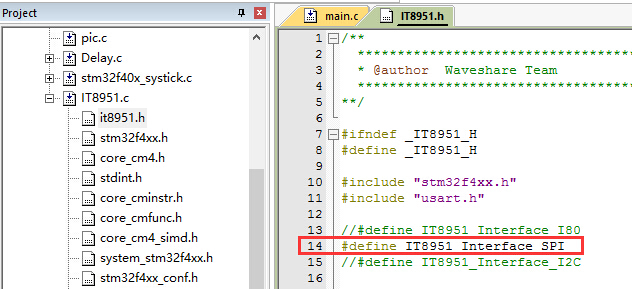 Project
pic.c
Delay.c
stm32f40x_systick.c
IT8951.c
it8951.h
stm32f4xx.h
core_cm4.h
stdint.h
core_cminstr.h
core_cmfunc.h
core_cm4_simd.h
system_stm32f4xx.h
stm32f4xx_conf.h
main.c
IT8951.h
1 /**
2 ***********************************
3 * @author  Waveshare Team
4 ***********************************
5 **/
6
7 #ifndef _IT8951_H
8 #define _IT8951_H
9
10 #include "stm32f4xx.h"
11 #include "usart.h"
12
13 //#define IT8951_Interface_I80
14 #define IT8951_Interface_SPI
15 //#define IT8951_Interface_I2C
16